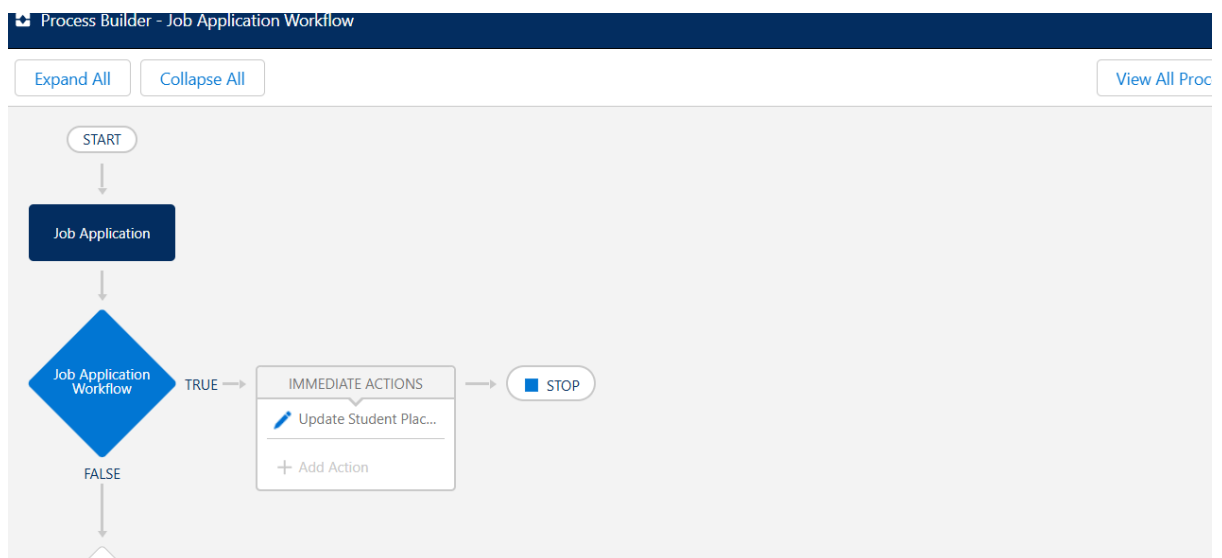 Process Builder - Job Application Workflow
Expand All
Collapse All
View All Proc
START
Job Application
Job Application
Workflow
TRUE
IMMEDIATE ACTIONS
STOP
Update Student Plac...
+ Add Action
FALSE